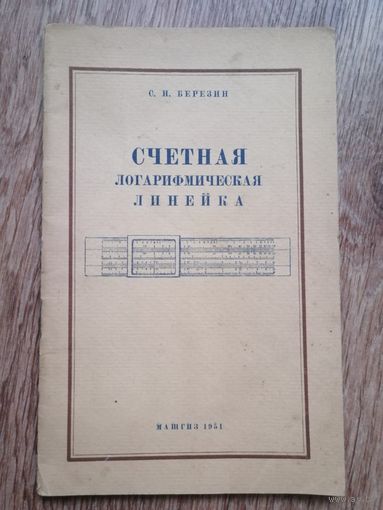 С. И. БЕРЕЗИН
СЧЕТНАЯ
ЛОГАРИФМИЧЕСКАЯ
ЛИНЕЙКА
МАШГИЗ 1951